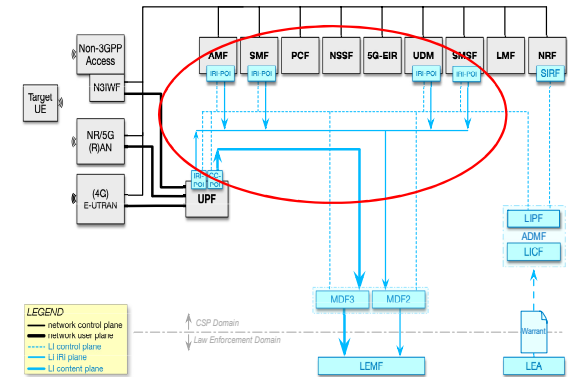 Non-3GPP
Access
N3IWF
AMF
SMF
PCF
NSSF
5G-EIR
UDM
SMSF
LMF
NRF
IRI-POI
IRI-POI
IRI-POI
IRI-POI
SIRF
Target
UE
NR/5G
(R)AN
(4G)
E-UTRAN
IRI-
POI
CC-
POI
UPF
LIPF
ADMF
LICF
MDF3
MDF2
LEGEND
network control plane
network user plane
LI control plane
LI IRI plane
LI content plane
CSP Domain
Law Enforcement Domain
Warrant
LEMF
LEA